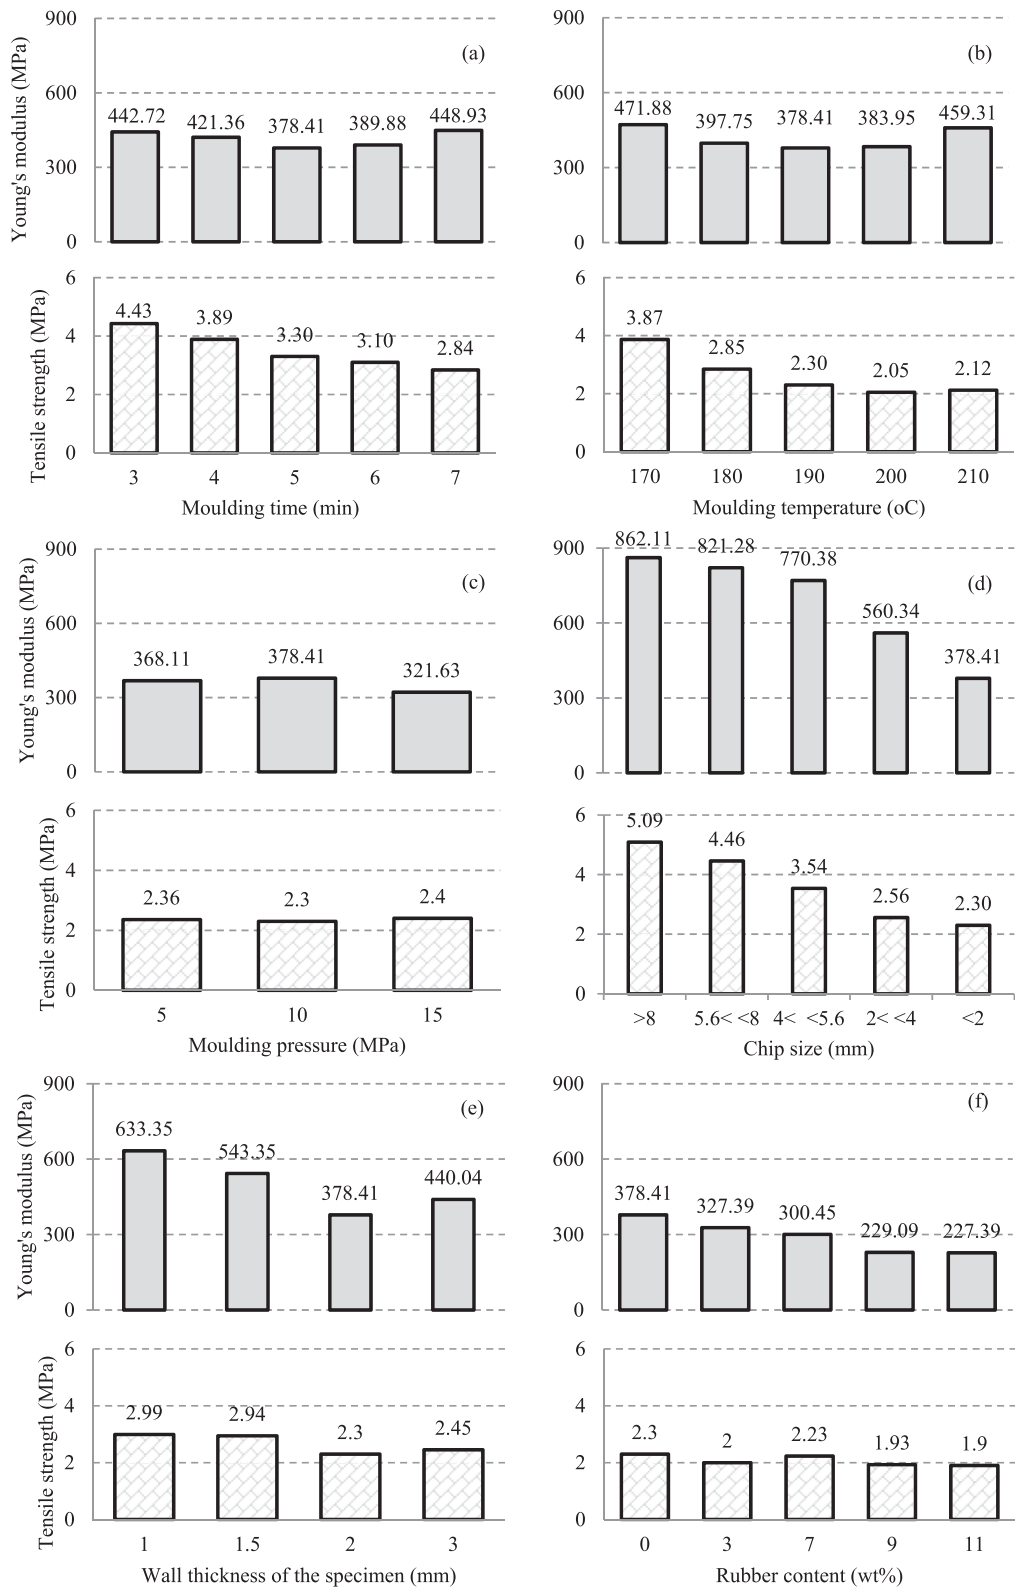 (a)
Young's modulus (MPa)
900
600
300
0
442.72 421.36 378.41 389.88 448.93
Tensile strength (MPa)
6
4
2
0
4.43 3.89 3.30 3.10 2.84
3 4 5 6 7
Moulding time (min)
(b)
900
600
300
0
471.88 397.75 378.41 383.95 459.31
6
4
2
0
3.87 2.85 2.30 2.05 2.12
170 180 190 200 210
Moulding temperature (oC)
(c)
Young's modulus (MPa)
900
600
300
0
368.11 378.41 321.63
Tensile strength (MPa)
6
4
2
0
2.36 2.3 2.4
5 10 15
Moulding pressure (MPa)
(d)
900
600
300
0
862.11 821.28 770.38 560.34 378.41
6
4
2
0
5.09 4.46 3.54 2.56 2.30
>8 5.6< <8 4< <5.6 2< <4 <2
Chip size (mm)
(e)
Young's modulus (MPa)
900
600
300
0
633.35 543.35 378.41 440.04
Tensile strength (MPa)
6
4
2
0
2.99 2.94 2.3 2.45
1 1.5 2 3
Wall thickness of the specimen (mm)
(f)
900
600
300
0
378.41 327.39 300.45 229.09 227.39
6
4
2
0
2.3 2 2.23 1.93 1.9
0 3 7 9 11
Rubber content (wt%)